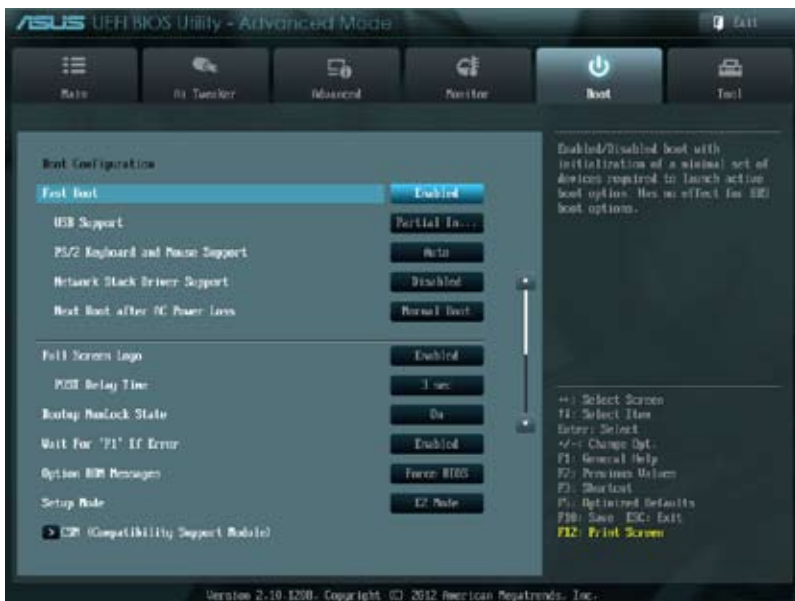 ASUS UEFI BIOS Utility - Advanced Mode
Exit
Main
Ai Tweaker
Advanced
Monitor
Boot
Tool
Boot Configuration
Fast Boot Enabled
USB Support Partial In...
PS/2 Keyboard and Mouse Support Auto
Network Stack Driver Support Disabled
Next Boot after AC Power Loss Normal Boot
Full Screen Logo Enabled
POST Delay Time 3 sec
Bootup NumLock State On
Wait For 'F1' If Error Enabled
Option ROM Messages Force BIOS
Setup Mode EZ Mode
> CSM (Compatibility Support Module)
Enabled/Disabled boot with
initialization of a minimal set of
devices required to launch active
boot option. Has no effect for BBS
boot options.
↔: Select Screen
↑↓: Select Item
Enter: Select
+/-: Change Opt.
F1: General Help
F2: Previous Values
F3: Shortcut
F5: Optimized Defaults
F10: Save ESC: Exit
F12: Print Screen
Version 2.10.1208. Copyright (C) 2012 American Megatrends, Inc.